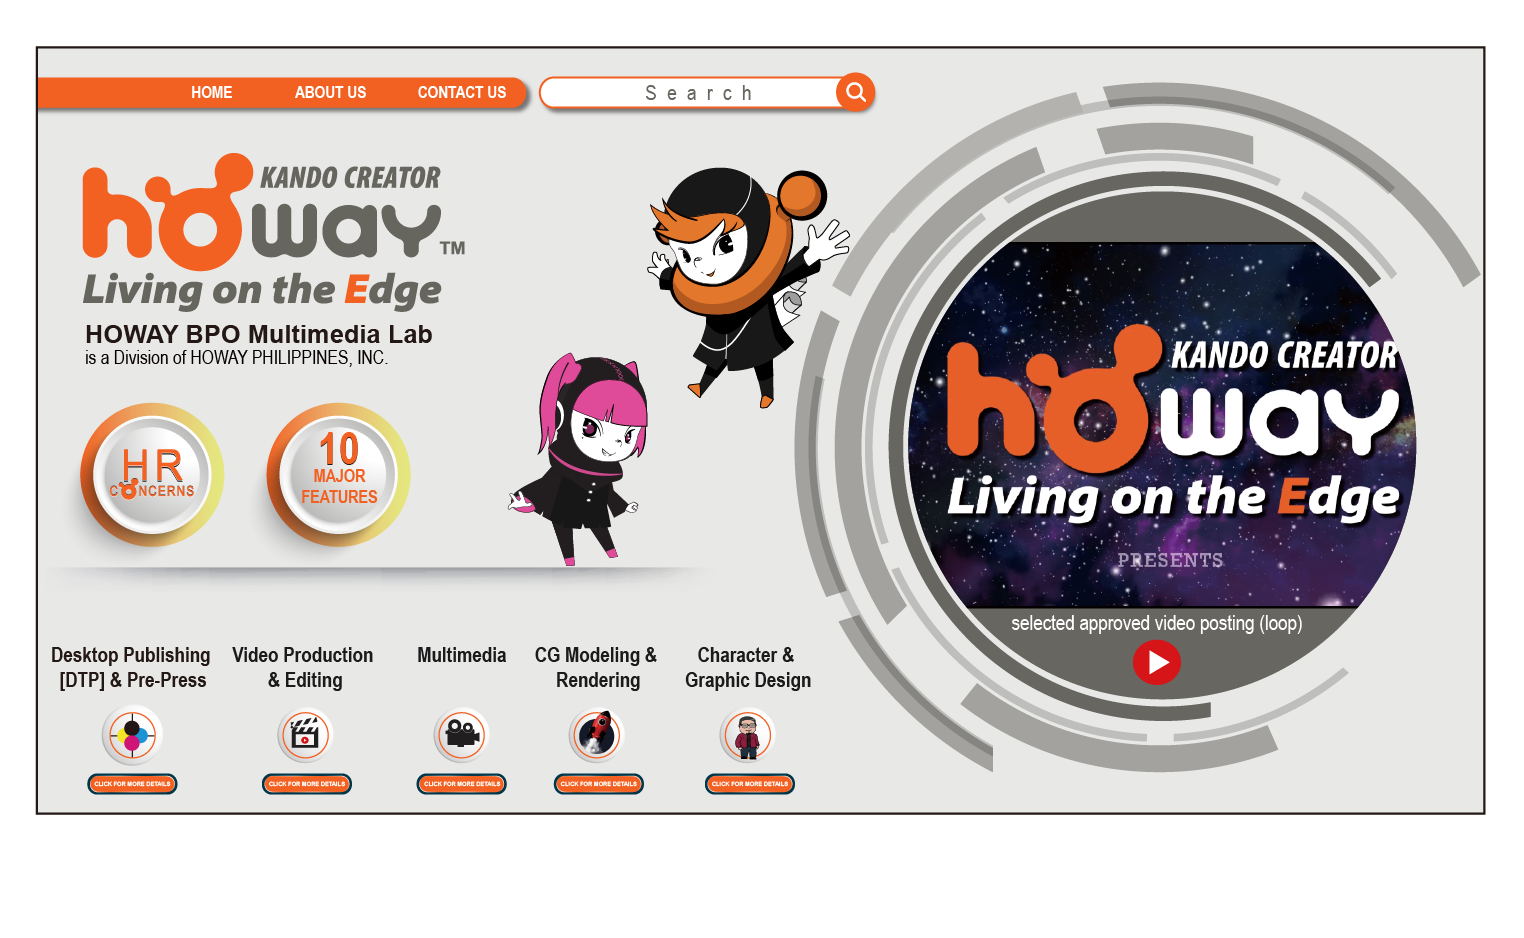 HOME ABOUT US CONTACT US Search
KANDO CREATOR
howay™
Living on the Edge
HOWAY BPO Multimedia Lab
is a Division of HOWAY PHILIPPINES, INC.
HR
CONCERNS
10
MAJOR
FEATURES
KANDO CREATOR
howay
Living on the Edge
PRESENTS
selected approved video posting (loop)
Desktop Publishing
[DTP] & Pre-Press
CLICK FOR MORE DETAILS
Video Production
& Editing
CLICK FOR MORE DETAILS
Multimedia
CLICK FOR MORE DETAILS
CG Modeling &
Rendering
CLICK FOR MORE DETAILS
Character &
Graphic Design
CLICK FOR MORE DETAILS